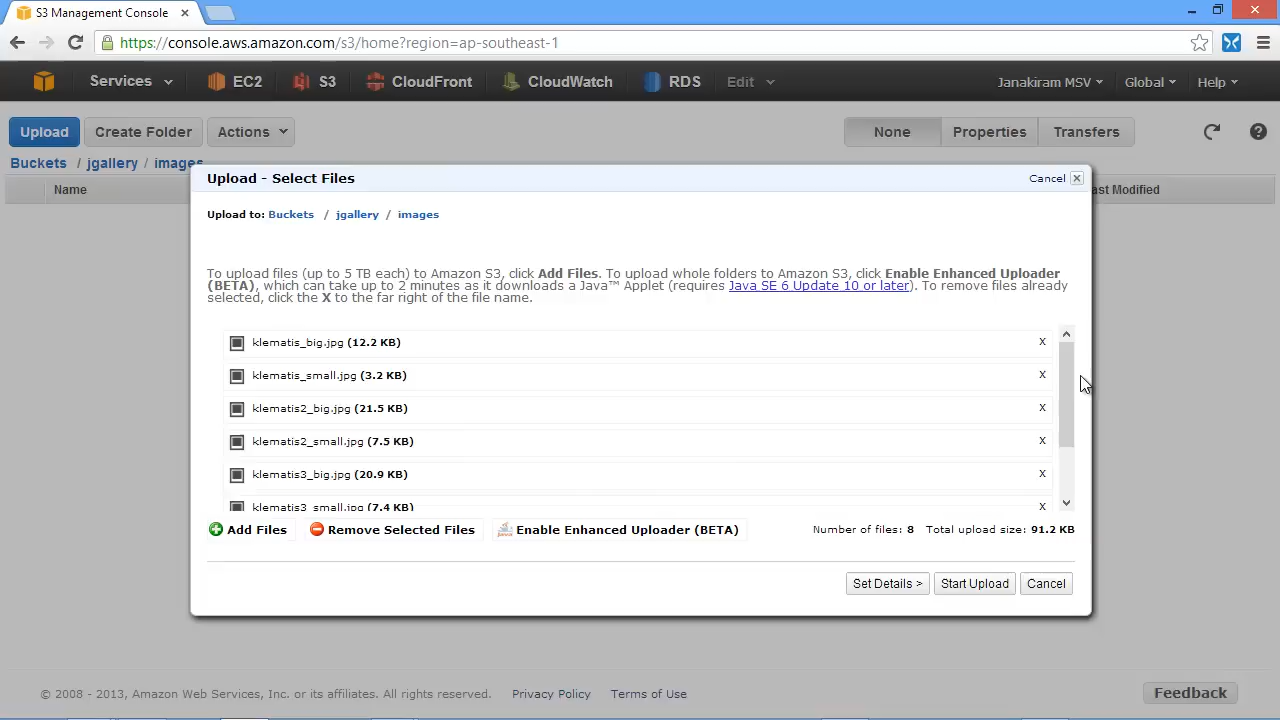 S3 Management Console
https://console.aws.amazon.com/s3/home?region=ap-southeast-1
Services EC2 S3 CloudFront CloudWatch RDS Edit Janakiram MSV Global Help
Upload Create Folder Actions None Properties Transfers
Buckets / jgallery / images
Name ast Modified
Upload - Select Files Cancel
Upload to: Buckets / jgallery / images
To upload files (up to 5 TB each) to Amazon S3, click Add Files. To upload whole folders to Amazon S3, click Enable Enhanced Uploader
(BETA), which can take up to 2 minutes as it downloads a Java™ Applet (requires Java SE 6 Update 10 or later). To remove files already
selected, click the X to the far right of the file name.
klematis_big.jpg (12.2 KB) X
klematis_small.jpg (3.2 KB) X
klematis2_big.jpg (21.5 KB) X
klematis2_small.jpg (7.5 KB) X
klematis3_big.jpg (20.9 KB) X
klematis3_small.jpg (7.4 KB) X
Add Files Remove Selected Files Enable Enhanced Uploader (BETA) Number of files: 8 Total upload size: 91.2 KB
Set Details > Start Upload Cancel
© 2008 - 2013, Amazon Web Services, Inc. or its affiliates. All rights reserved. Privacy Policy Terms of Use Feedback